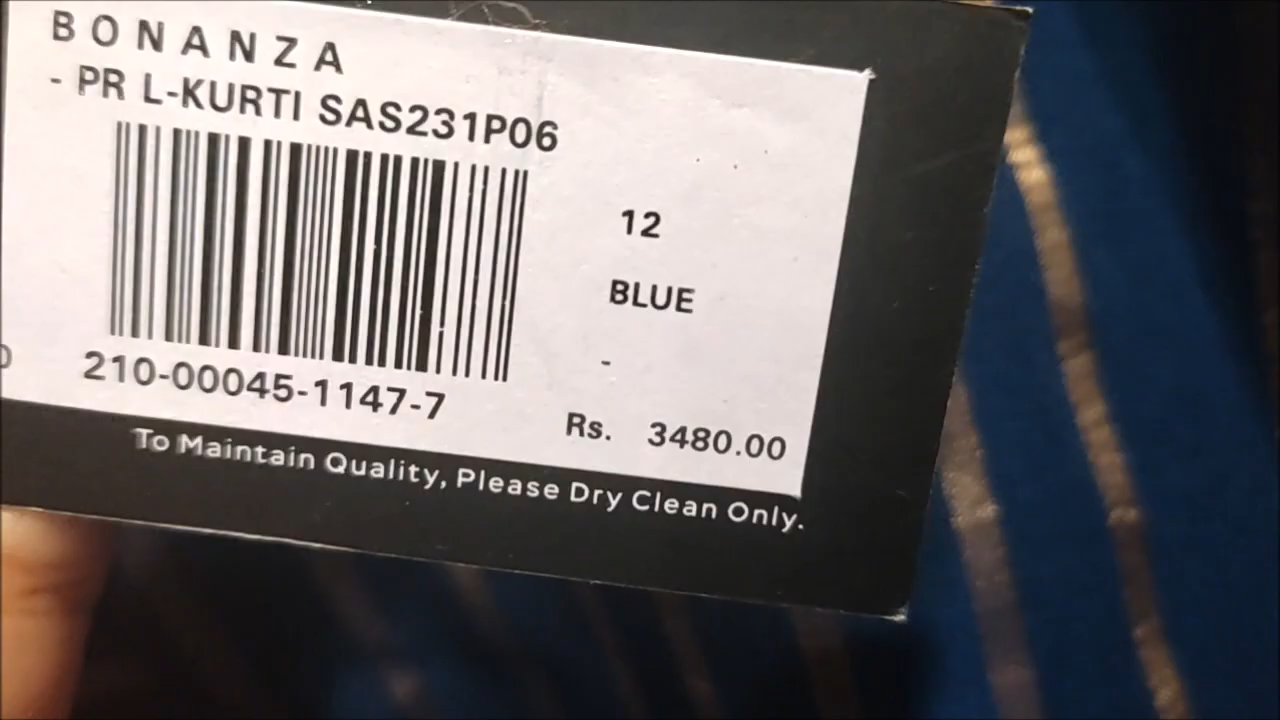 BONANZA
- PR L-KURTI SAS231P06
12
BLUE
-
210-00045-1147-7
Rs. 3480.00
To Maintain Quality, Please Dry Clean Only.